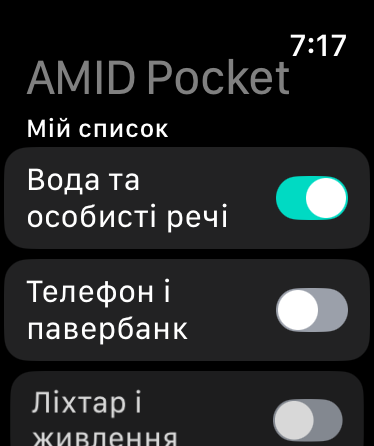 7:17
AMID Pocket
Мій список
Вода та
особисті речі
Телефон і
павербанк
Ліхтар і
живлення